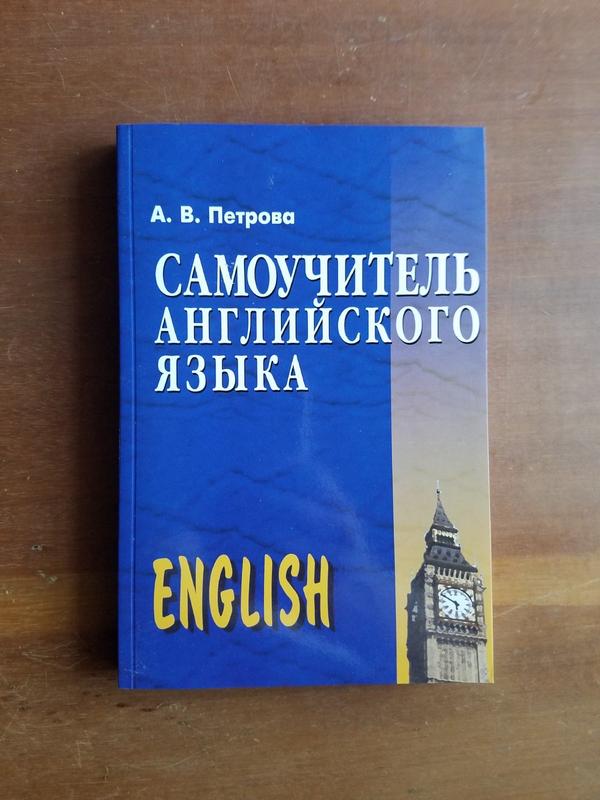 А. В. Петрова
САМОУЧИТЕЛЬ
АНГЛИЙСКОГО
ЯЗЫКА
ENGLISH